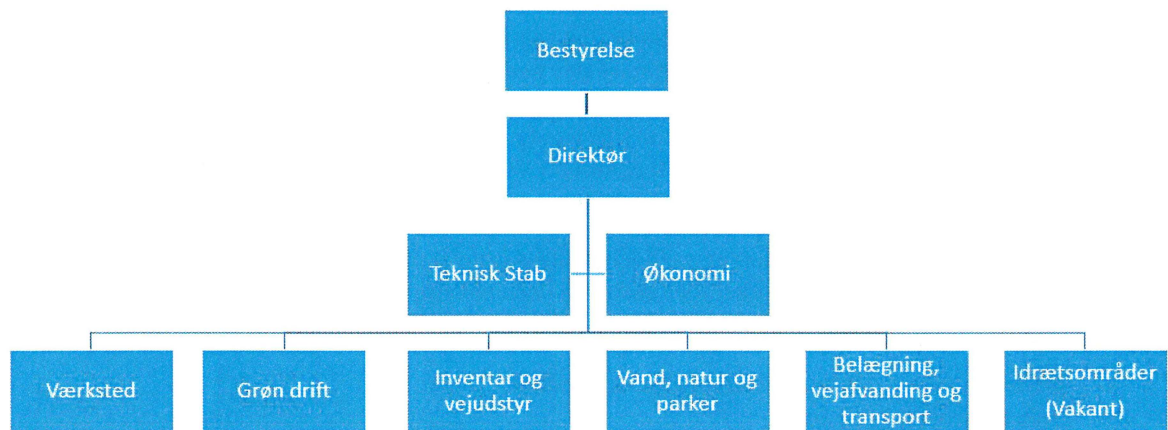 Bestyrelse
Direktør
Teknisk Stab
Økonomi
Værksted
Grøn drift
Inventar og
vejudstyr
Vand, natur og
parker
Belægning,
vejafvanding og
transport
Idrætsområder
(Vakant)